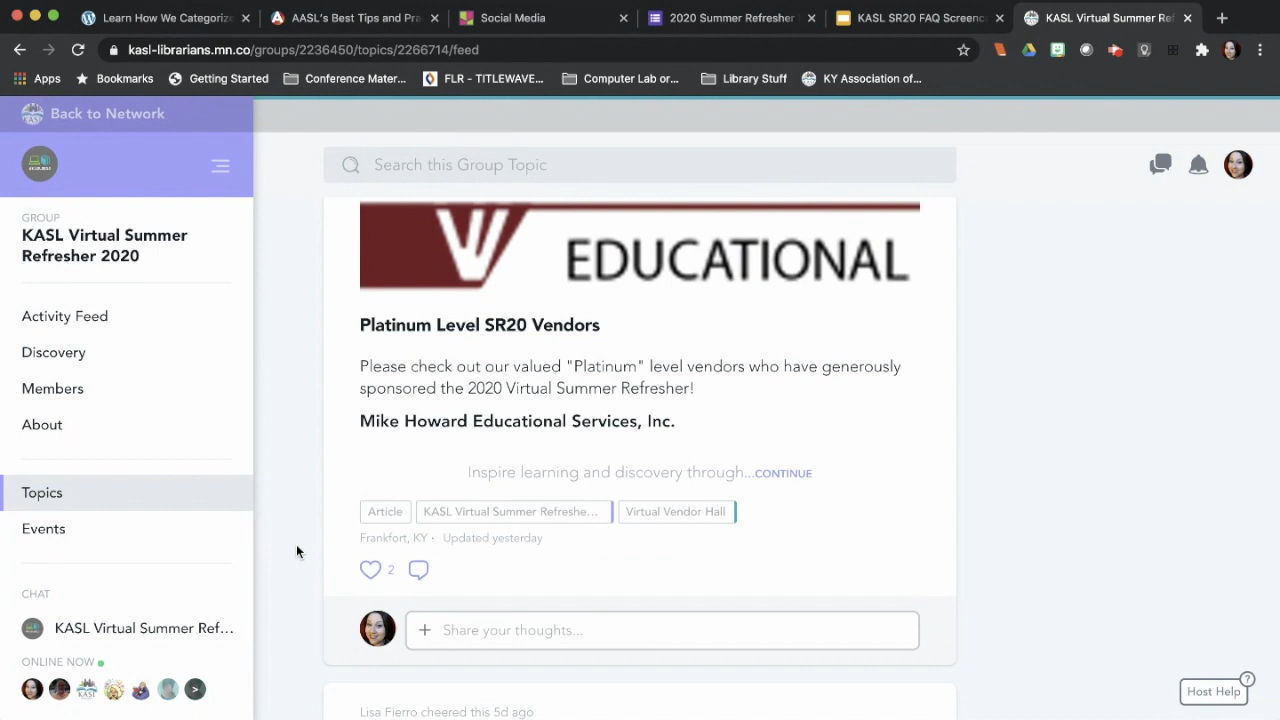 Learn How We Categorize
AASL's Best Tips and Pra
Social Media
2020 Summer Refresher
KASL SR20 FAQ Screenc
KASL Virtual Summer Ref
kasl-librarians.mn.co/groups/2236450/topics/2266714/feed
Apps
Bookmarks
Getting Started
Conference Mater...
FLR – TITLEWAVE...
Computer Lab or...
Library Stuff
KY Association of...
Back to Network
Search this Group Topic
GROUP
KASL Virtual Summer
Refresher 2020
Activity Feed
Discovery
Members
About
Topics
Events
CHAT
KASL Virtual Summer Ref...
ONLINE NOW
EDUCATIONAL
Platinum Level SR20 Vendors
Please check out our valued "Platinum" level vendors who have generously
sponsored the 2020 Virtual Summer Refresher!
Mike Howard Educational Services, Inc.
Inspire learning and discovery through...CONTINUE
Article
KASL Virtual Summer Refreshe...
Virtual Vendor Hall
Frankfort, KY · Updated yesterday
2
+ Share your thoughts...
Lisa Fierro cheered this 5d ago
Host Help
?